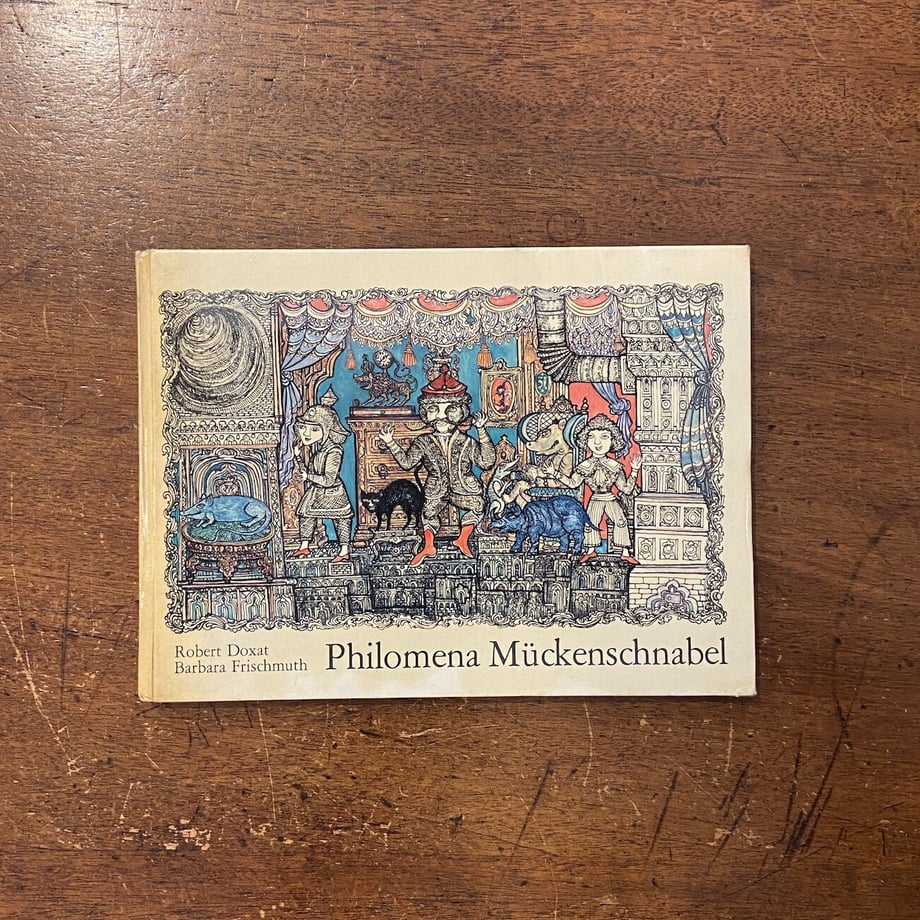 Robert Doxat
Barbara Frischmuth
Philomena Mückenschnabel